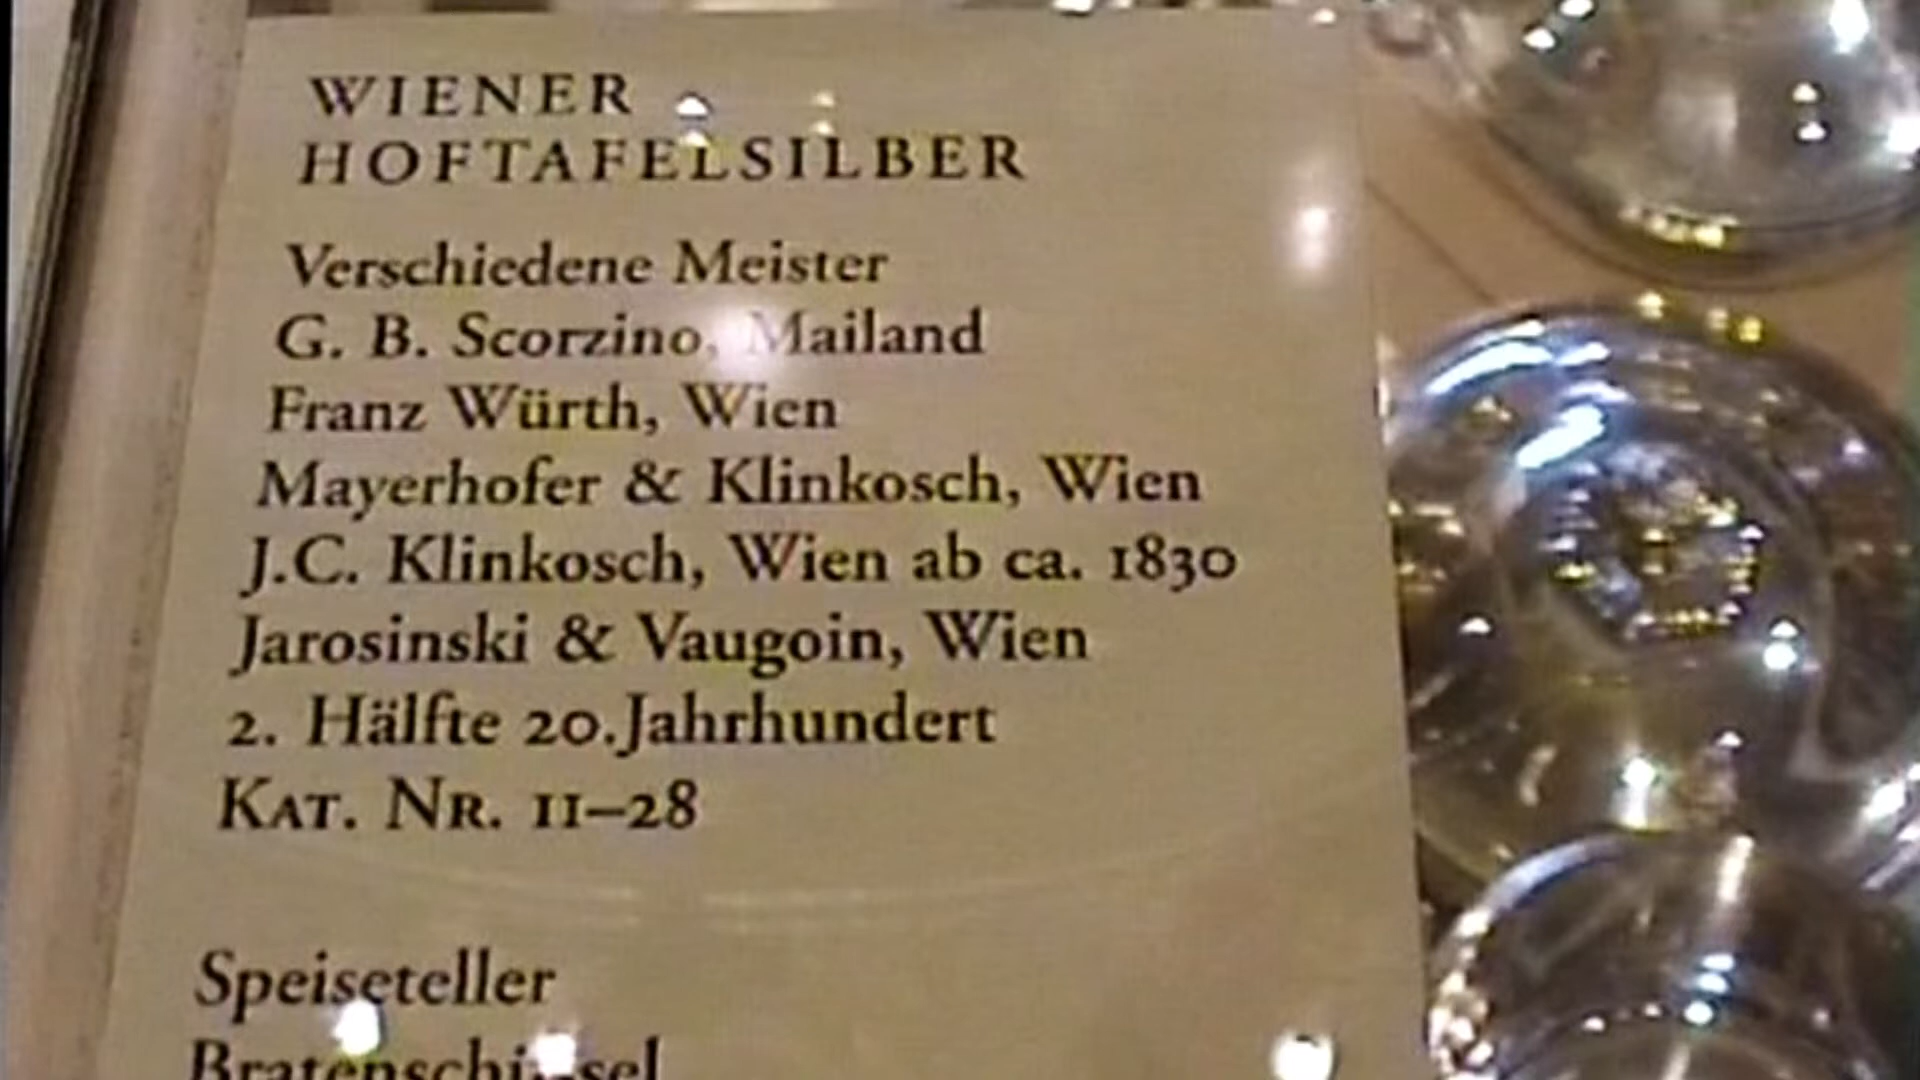 WIENER
HOFTAFELSILBER
Verschiedene Meister
G. B. Scorzino, Mailand
Franz Würth, Wien
Mayerhofer & Klinkosch, Wien
J.C. Klinkosch, Wien ab ca. 1830
Jarosinski & Vaugoin, Wien
2. Hälfte 20.Jahrhundert
KAT. NR. 11–28
Speiseteller